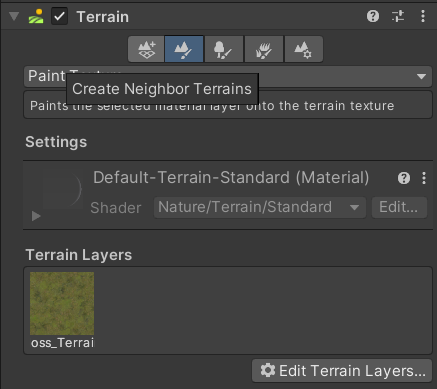 Terrain
Paint Texture
Create Neighbor Terrains
Paints the selected material layer onto the terrain texture
Settings
Default-Terrain-Standard (Material)
Shader
Nature/Terrain/Standard
Edit...
Terrain Layers
oss_Terrai
Edit Terrain Layers...